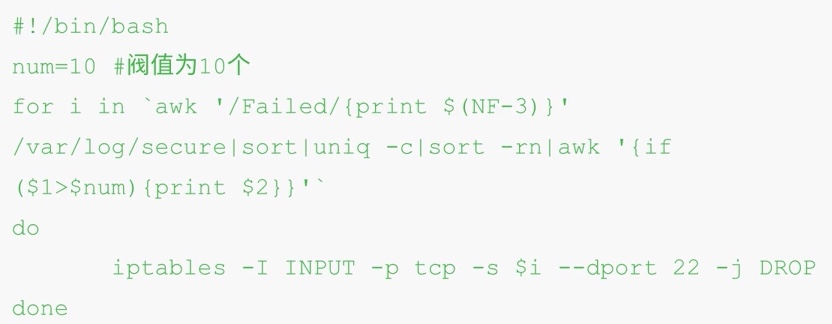 #!/bin/bash
num=10 #阀值为10个
for i in `awk '/Failed/{print $(NF-3)}'
/var/log/secure|sort|uniq -c|sort -rn|awk '{if
($1>$num){print $2}}'`
do
iptables -I INPUT -p tcp -s $i --dport 22 -j DROP
done